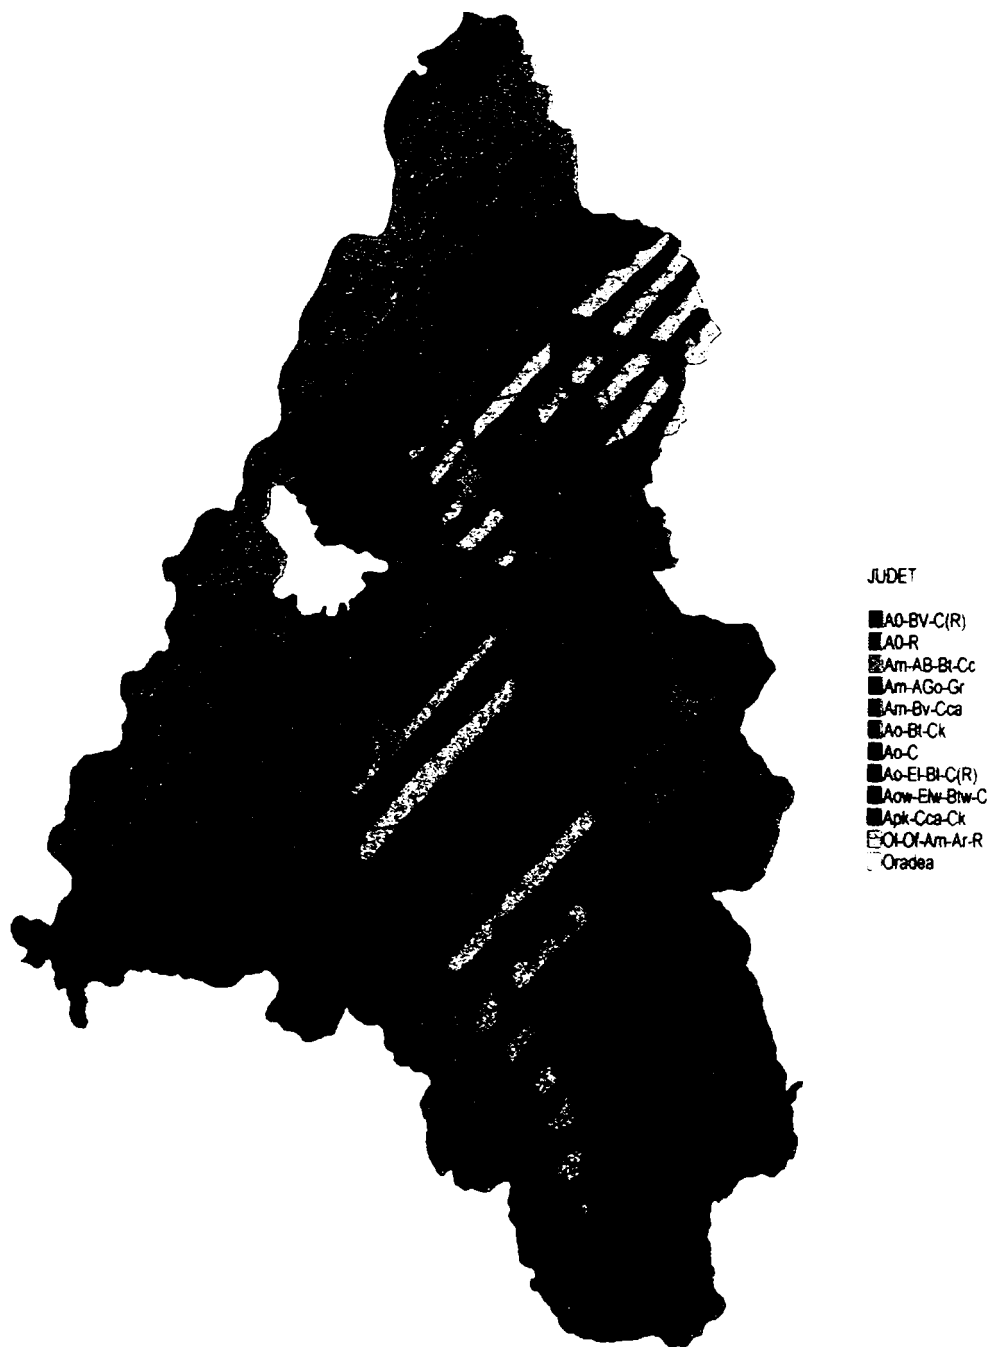 JUDET
A0-BV-C(R)
A0-R
Am-AB-Bt-Cc
Am-AGo-Gr
Am-Bv-Cca
Ao-Bt-Ck
Ao-C
Ao-El-Bt-C(R)
Aow-Elw-Btw-C
Apk-Cca-Ck
Ol-Of-Am-Ar-R
Oradea